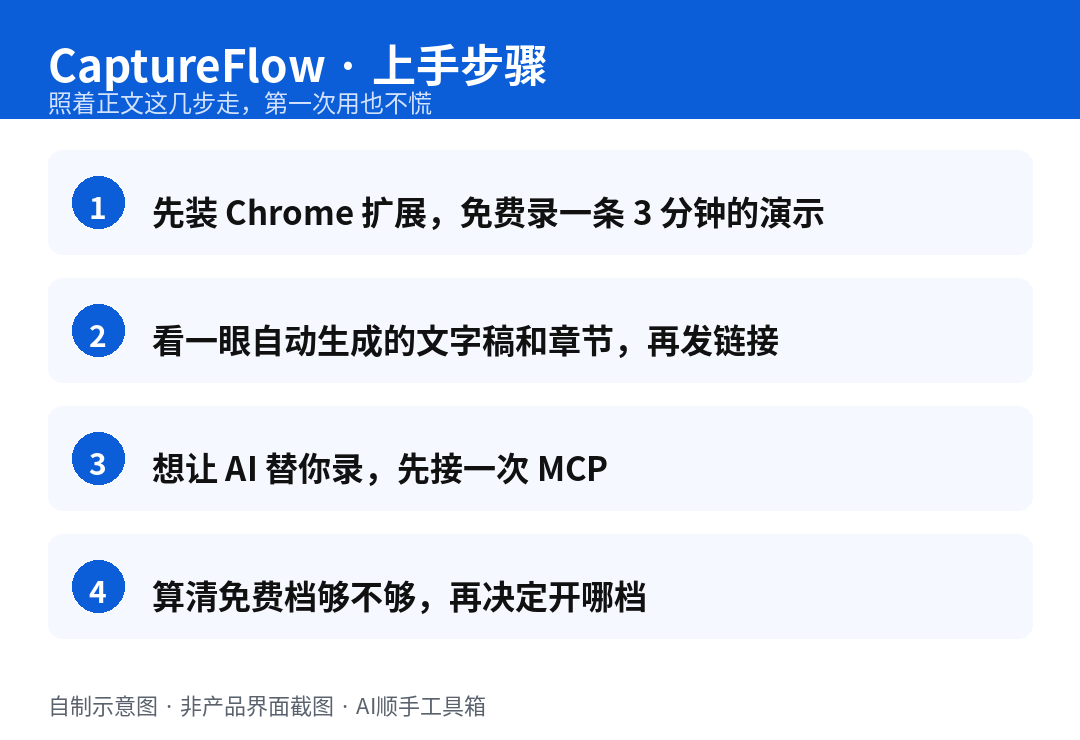 CaptureFlow · 上手步骤
照着正文这几步走，第一次用也不慌
1
先装 Chrome 扩展，免费录一条 3 分钟的演示
2
看一眼自动生成的文字稿和章节，再发链接
3
想让 AI 替你录，先接一次 MCP
4
算清免费档够不够，再决定开哪档
自制示意图 · 非产品界面截图 · AI顺手工具箱